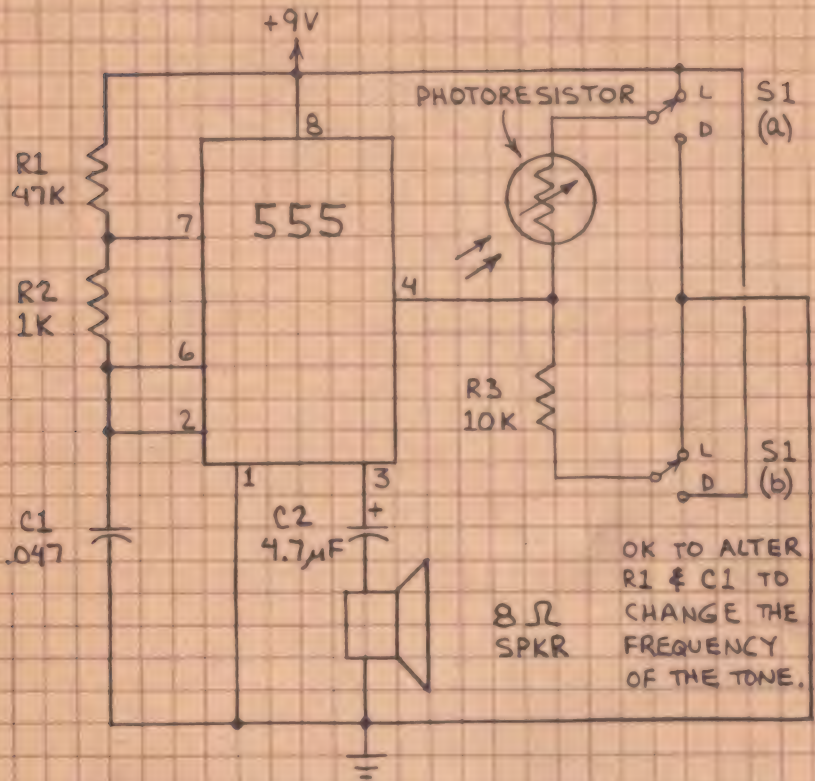 +9V
PHOTORESISTOR
L
S1
D
(a)
8
R1
47K
555
7
R2
1K
4
6
R3
10K
2
L
S1
D
(b)
1
3
C1
.047
C2
4.7µF
+
8 Ω
SPKR
OK TO ALTER
R1 & C1 TO
CHANGE THE
FREQUENCY
OF THE TONE.